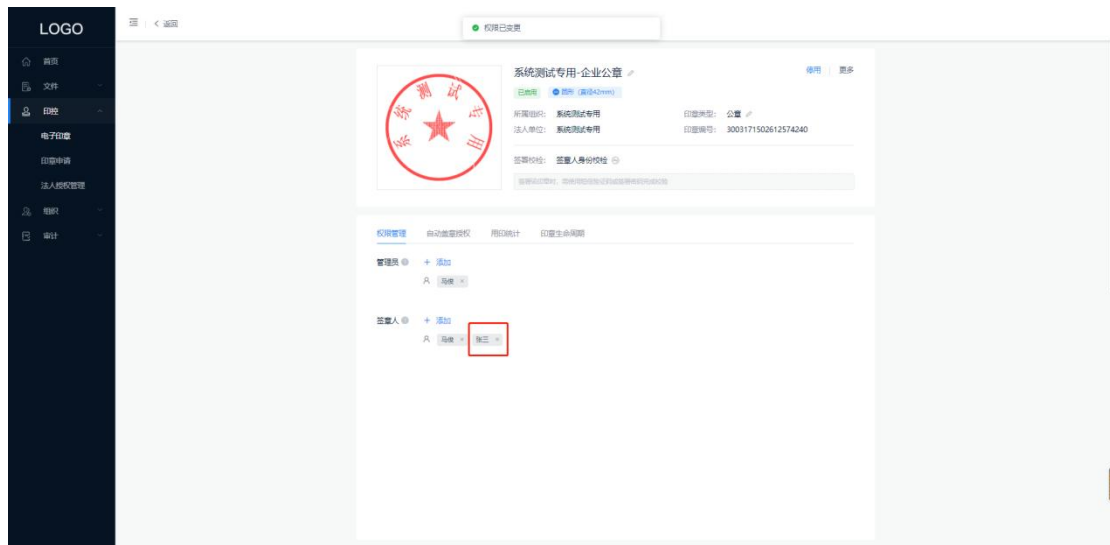 LOGO
返回
权限已变更
首页
文件
印控
电子印章
印章申请
法人授权管理
组织
审计
系统测试专用
系统测试专用-企业公章
停用 更多
已启用 圆形 (直径42mm)
所属组织: 系统测试专用 印章类型: 公章
法人单位: 系统测试专用 印章编号: 3003171502612574240
签署校验: 签章人身份校验
权限管理 自动盖章授权 用印统计 印章生命周期
管理员 + 添加
马俊 ×
签章人 + 添加
马俊 × 张三 ×